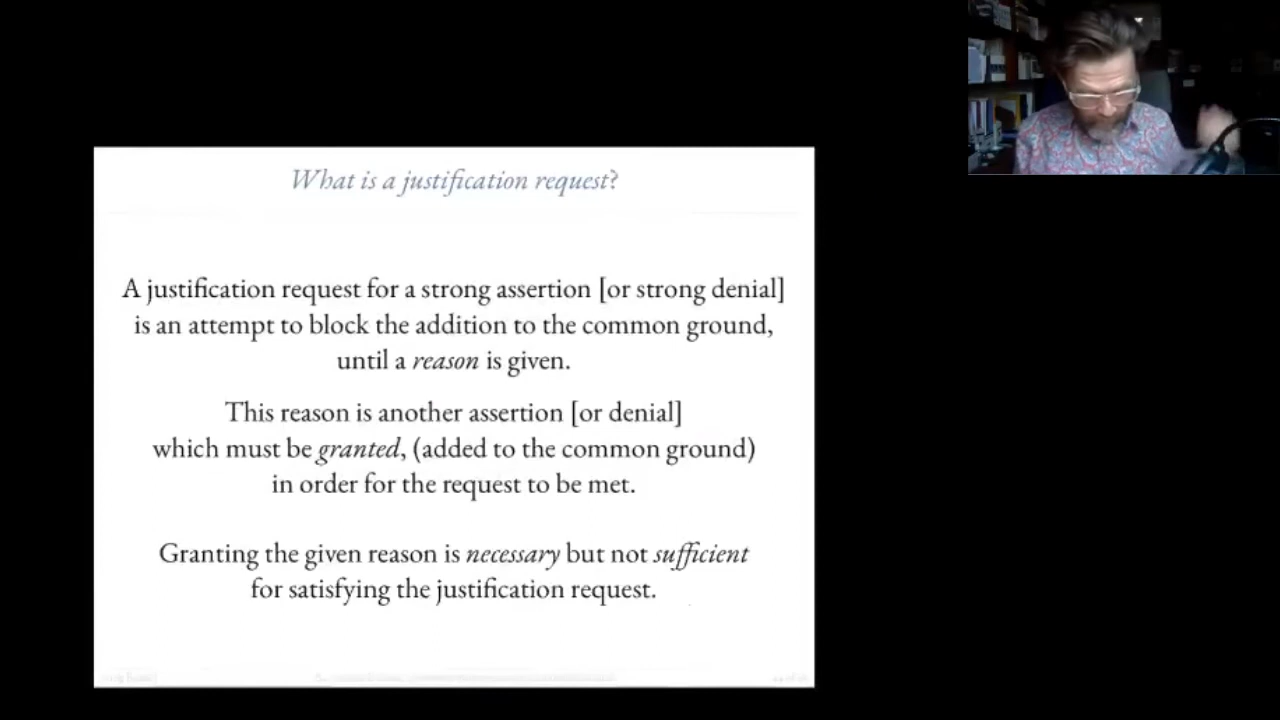 What is a justification request?
A justification request for a strong assertion [or strong denial]
is an attempt to block the addition to the common ground,
until a reason is given.
This reason is another assertion [or denial]
which must be granted, (added to the common ground)
in order for the request to be met.
Granting the given reason is necessary but not sufficient
for satisfying the justification request.